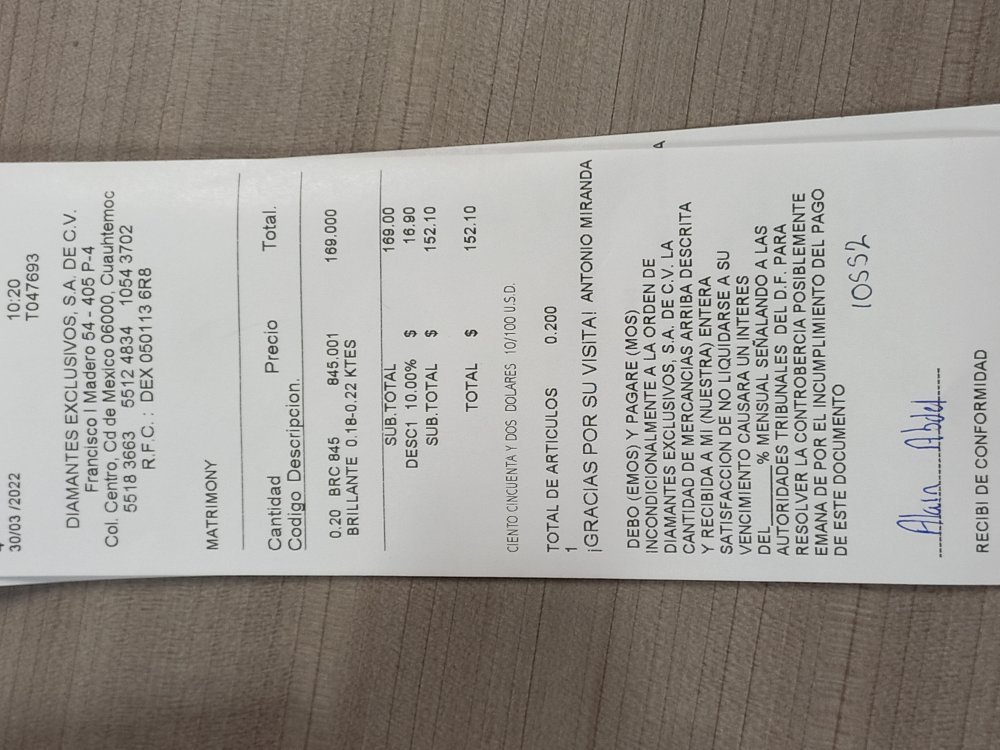 30/03 /2022 10:20
T047693
DIAMANTES EXCLUSIVOS, S.A. DE C.V.
Francisco I Madero 54 - 405 P-4
Col. Centro, Cd de Mexico 06000, Cuauhtemoc
5518 3663 5512 4834 1054 3702
R.F.C. : DEX 050113 6R8
MATRIMONY
Cantidad Precio Total.
Codigo Descripcion.
0.20 BRC 845 845.001 169.000
BRILLANTE 0.18-0.22 KTES
SUB.TOTAL 169.00
DESC1 10.00% $ 16.90
SUB.TOTAL $ 152.10
TOTAL $ 152.10
CIENTO CINCUENTA Y DOS DOLARES 10/100 U.S.D.
TOTAL DE ARTICULOS 0.200
1
¡GRACIAS POR SU VISITA! ANTONIO MIRANDA
DEBO (EMOS) Y PAGARE (MOS)
INCONDICIONALMENTE A LA ORDEN DE
DIAMANTES EXCLUSIVOS, S.A. DE C.V. LA
CANTIDAD DE MERCANCIAS ARRIBA DESCRITA
Y RECIBIDA A MI (NUESTRA) ENTERA
SATISFACCION DE NO LIQUIDARSE A SU
VENCIMIENTO CAUSARA UN INTERES
DEL______% MENSUAL SEÑALANDO A LAS
AUTORIDADES TRIBUNALES DEL D.F. PARA
RESOLVER LA CONTROBERCIA POSIBLEMENTE
EMANA DE POR EL INCUMPLIMIENTO DEL PAGO
DE ESTE DOCUMENTO
10552
RECIBI DE CONFORMIDAD
A